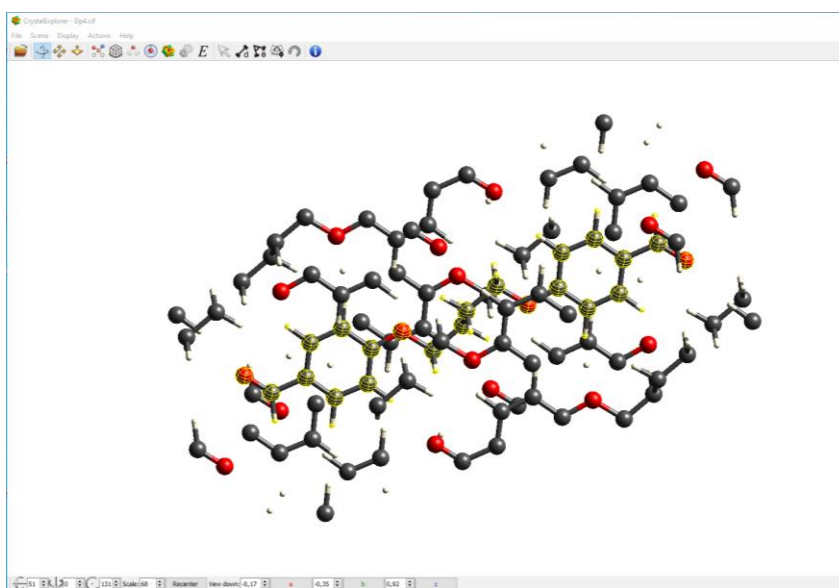 CrystalExplorer - Dp4.cif
File Scene Display Actions Help
E
51 0 -131 Scale: 68 Recenter View down: -0,17 a -0,35 b 0,92 c